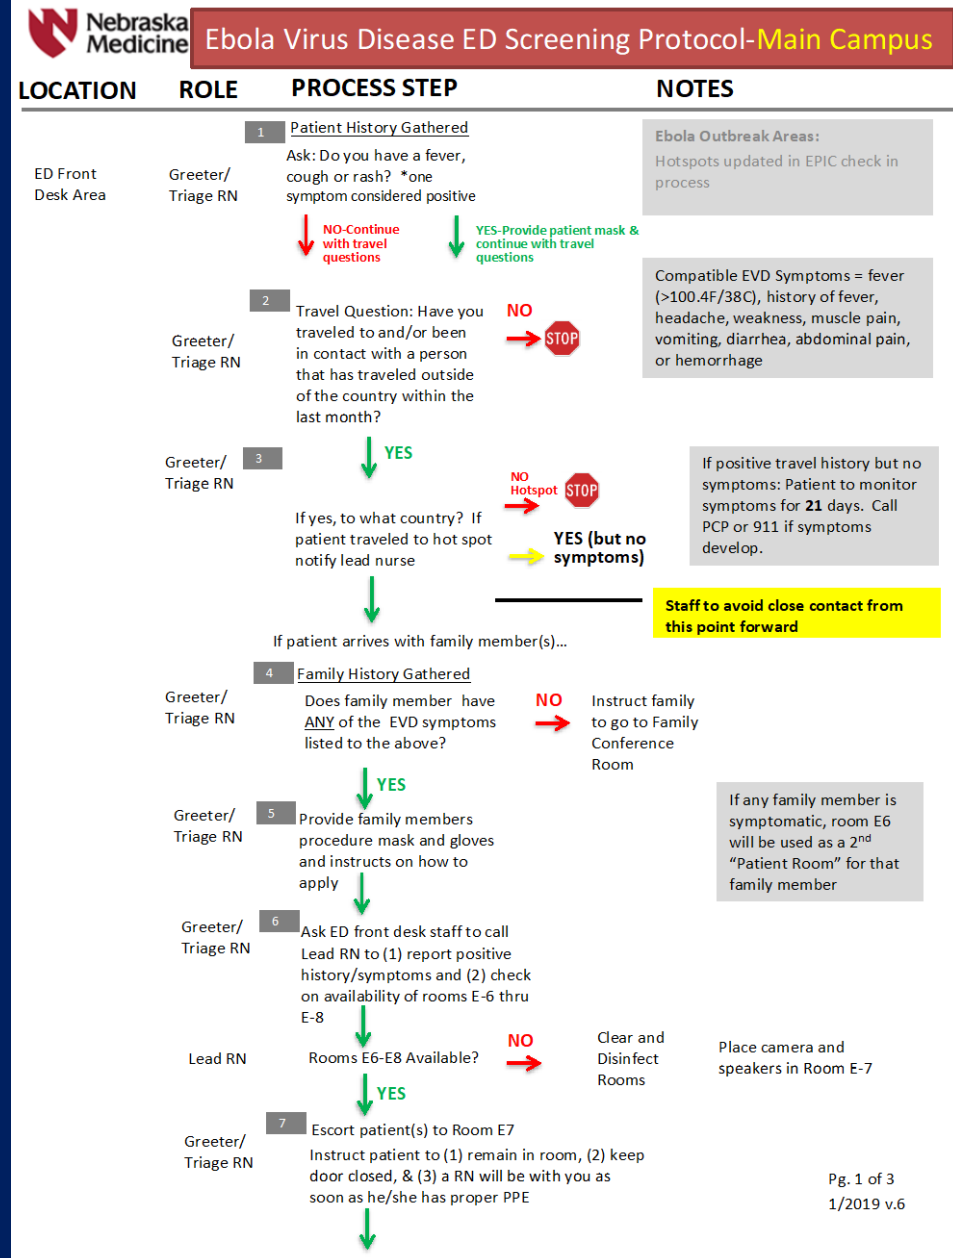 Nebraska
Medicine
Ebola Virus Disease ED Screening Protocol-Main Campus
LOCATION ROLE PROCESS STEP NOTES
1 Patient History Gathered
ED Front
Desk Area
Greeter/
Triage RN
Ask: Do you have a fever,
cough or rash? *one
symptom considered positive
Ebola Outbreak Areas:
Hotspots updated in EPIC check in
process
NO-Continue
with travel
questions
YES-Provide patient mask &
continue with travel
questions
Compatible EVD Symptoms = fever
(>100.4F/38C), history of fever,
headache, weakness, muscle pain,
vomiting, diarrhea, abdominal pain,
or hemorrhage
2
Greeter/
Triage RN
Travel Question: Have you
traveled to and/or been
in contact with a person
that has traveled outside
of the country within the
last month?
NO
STOP
YES
Greeter/
Triage RN
3
If yes, to what country? If
patient traveled to hot spot
notify lead nurse
NO
Hotspot
STOP
YES (but no
symptoms)
If positive travel history but no
symptoms: Patient to monitor
symptoms for 21 days. Call
PCP or 911 if symptoms
develop.
Staff to avoid close contact from
this point forward
If patient arrives with family member(s)...
4 Family History Gathered
Greeter/
Triage RN
Does family member have
ANY of the EVD symptoms
listed to the above?
NO
Instruct family
to go to Family
Conference
Room
YES
Greeter/
Triage RN
5
Provide family members
procedure mask and gloves
and instructs on how to
apply
If any family member is
symptomatic, room E6
will be used as a 2nd
“Patient Room” for that
family member
Greeter/
Triage RN
6
Ask ED front desk staff to call
Lead RN to (1) report positive
history/symptoms and (2) check
on availability of rooms E-6 thru
E-8
Lead RN
Rooms E6-E8 Available?
NO
Clear and
Disinfect
Rooms
Place camera and
speakers in Room E-7
YES
Greeter/
Triage RN
7
Escort patient(s) to Room E7
Instruct patient to (1) remain in room, (2) keep
door closed, & (3) a RN will be with you as
soon as he/she has proper PPE
Pg. 1 of 3
1/2019 v.6